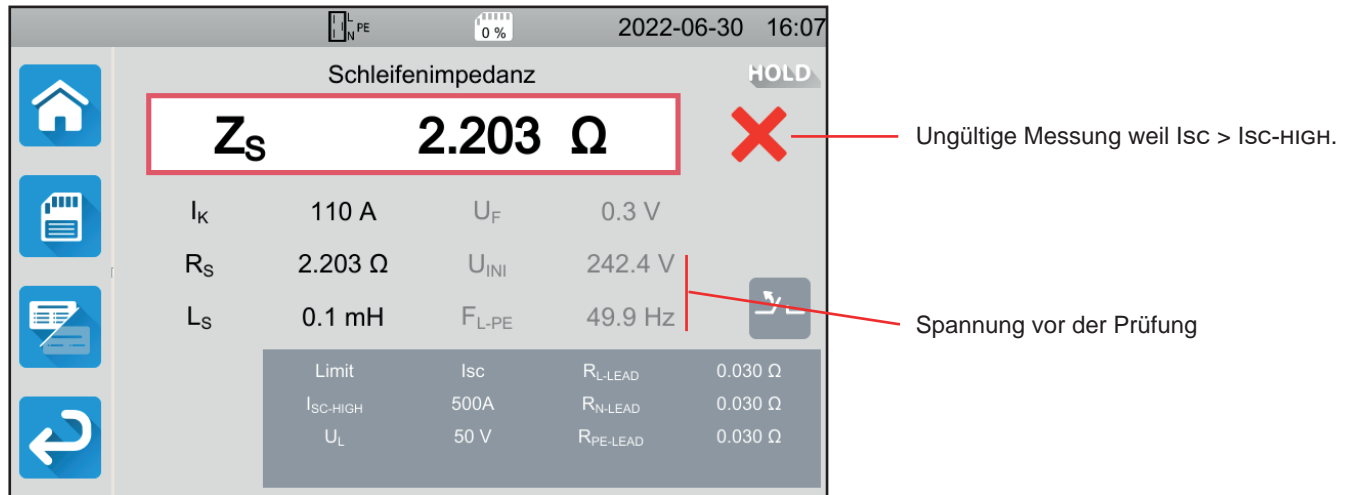 L
N PE
0 %
2022-06-30 16:07
Schleifenimpedanz
HOLD
ZS 2.203 Ω
Ungültige Messung weil ISC > ISC-HIGH.
IK 110 A UF 0.3 V
RS 2.203 Ω UINI 242.4 V
LS 0.1 mH FL-PE 49.9 Hz
Spannung vor der Prüfung
Limit Isc RL-LEAD 0.030 Ω
ISC-HIGH 500A RN-LEAD 0.030 Ω
UL 50 V RPE-LEAD 0.030 Ω